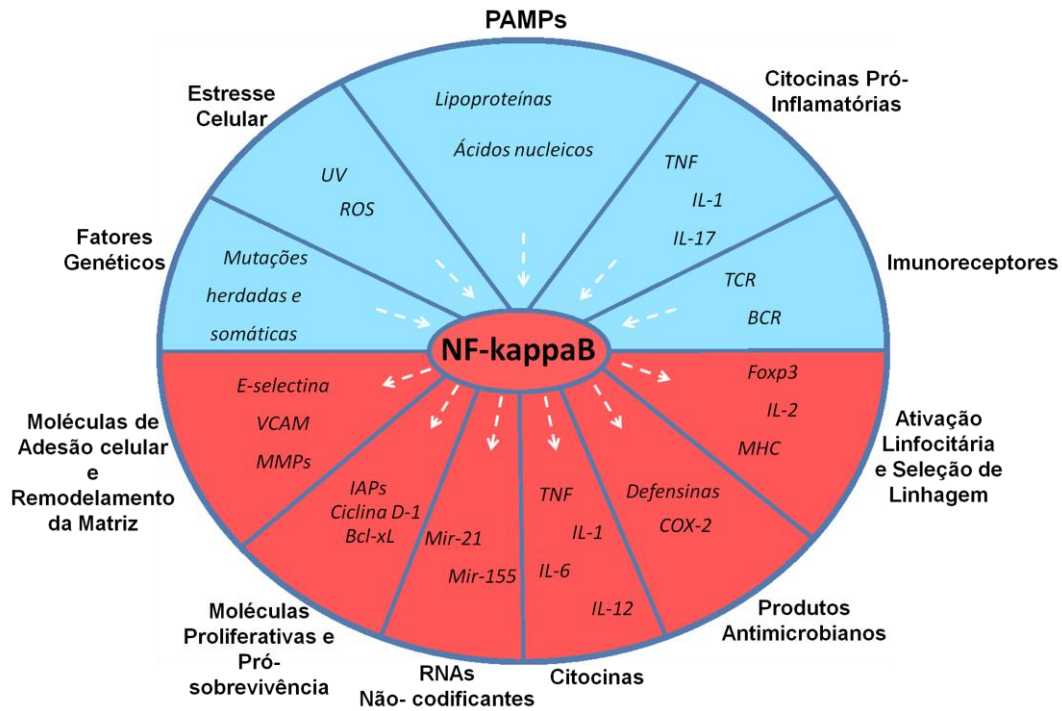 PAMPs
Citocinas Pró-
Inflamatórias
Estresse
Celular
Lipoproteínas
Ácidos nucleicos
TNF
IL-1
IL-17
UV
ROS
Fatores
Genéticos
Mutações
herdadas e
somáticas
Imunoreceptores
TCR
BCR
NF-kappaB
E-selectina
VCAM
MMPs
Moléculas de
Adesão celular
e
Remodelamento
da Matriz
Foxp3
IL-2
MHC
Ativação
Linfocitária
e Seleção de
Linhagem
IAPs
Ciclina D-1
Bcl-xL
Mir-21
Mir-155
TNF
IL-1
IL-6
IL-12
Defensinas
COX-2
Moléculas
Proliferativas e
Pró-
sobrevivência
RNAs
Não- codificantes
Citocinas
Produtos
Antimicrobianos